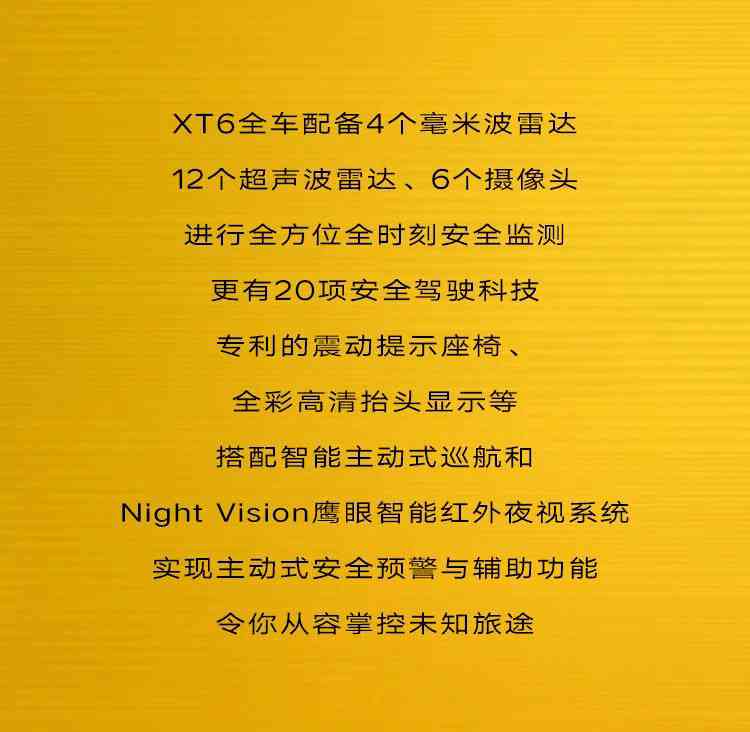 XT6全车配备4个毫米波雷达
12个超声波雷达、6个摄像头
进行全方位全时刻安全监测
更有20项安全驾驶科技
专利的震动提示座椅、
全彩高清抬头显示等
搭配智能主动式巡航和
Night Vision鹰眼智能红外夜视系统
实现主动式安全预警与辅助功能
令你从容掌控未知旅途